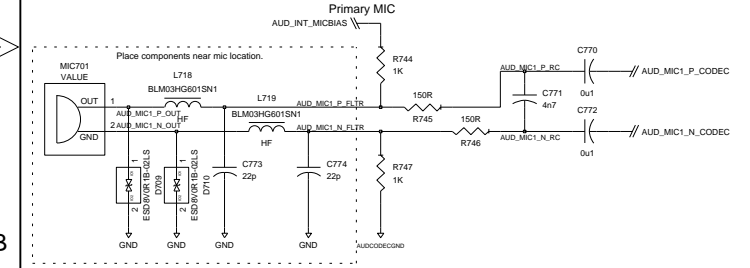 Primary MIC
AUD_INT_MICBIAS
Place components near mic location.
MIC701
VALUE
OUT
GND
1
2
L718
BLM03HG601SN1
HF
AUD_MIC1_P_OUT
AUD_MIC1_N_OUT
L719
BLM03HG601SN1
HF
AUD_MIC1_P_FLTR
AUD_MIC1_N_FLTR
R744
1K
150R
R745
150R
R746
AUD_MIC1_P_RC
AUD_MIC1_N_RC
C770
0u1
C771
4n7
C772
0u1
AUD_MIC1_P_CODEC
AUD_MIC1_N_CODEC
1
2
ESD8V0R1B-02LS
D709
1
2
ESD8V0R1B-02LS
D710
C773
22p
C774
22p
R747
1K
GND
GND
GND
GND
AUDCODECGND
B